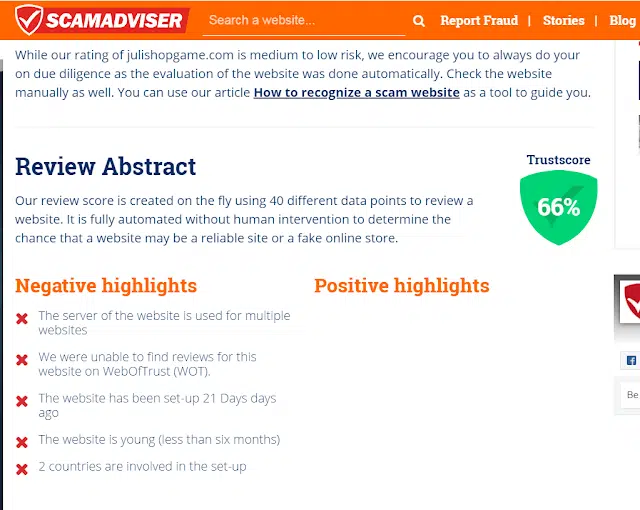 SCAMADVISER
Search a website...
Report Fraud | Stories | Blog
While our rating of julishopgame.com is medium to low risk, we encourage you to always do your
on due diligence as the evaluation of the website was done automatically. Check the website
manually as well. You can use our article How to recognize a scam website as a tool to guide you.
Review Abstract
Our review score is created on the fly using 40 different data points to review a
website. It is fully automated without human intervention to determine the
chance that a website may be a reliable site or a fake online store.
Trustscore
66%
Negative highlights
The server of the website is used for multiple
websites
We were unable to find reviews for this
website on WebOfTrust (WOT).
The website has been set-up 21 Days days
ago
The website is young (less than six months)
2 countries are involved in the set-up
Positive highlights
Be